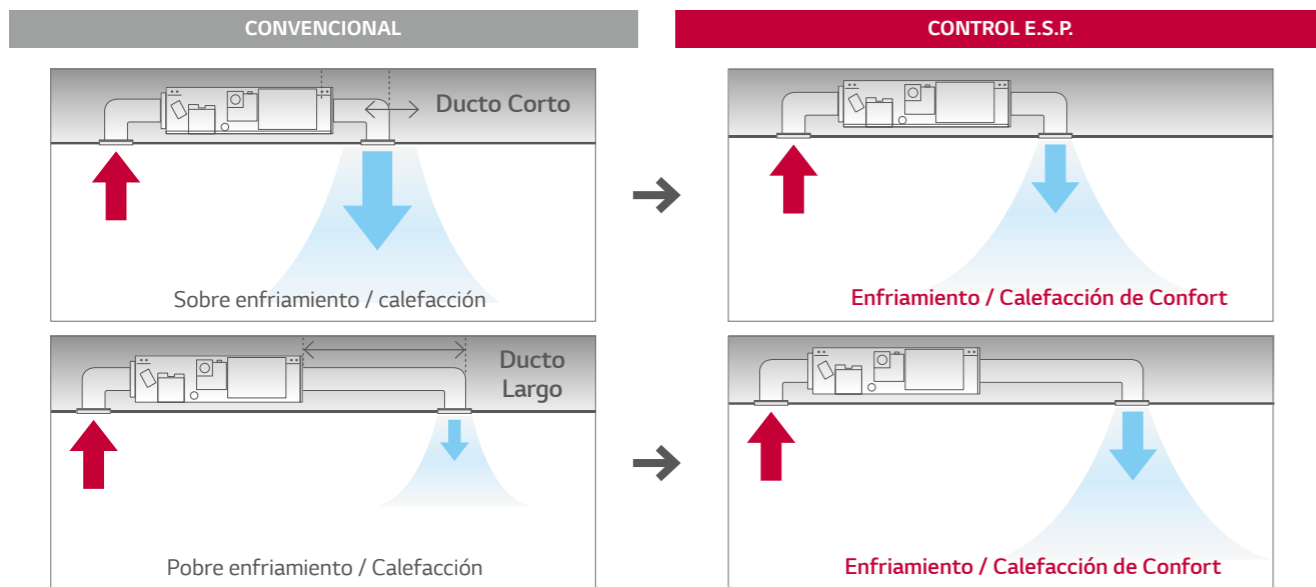 CONVENCIONAL
CONTROL E.S.P.
Ducto Corto
Sobre enfriamiento / calefacción
Enfriamiento / Calefacción de Confort
Ducto
Largo
Pobre enfriamiento / Calefacción
Enfriamiento / Calefacción de Confort